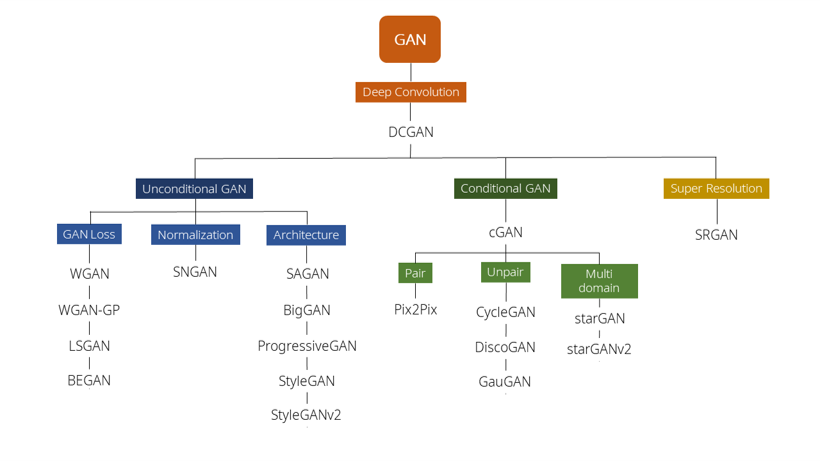 GAN
Deep Convolution
DCGAN
Unconditional GAN
Conditional GAN
Super Resolution
GAN Loss
Normalization
Architecture
cGAN
SRGAN
WGAN
SNGAN
SAGAN
Pair
Unpair
Multi
domain
WGAN-GP
BigGAN
Pix2Pix
CycleGAN
starGAN
LSGAN
ProgressiveGAN
DiscoGAN
starGANv2
BEGAN
StyleGAN
GauGAN
StyleGANv2